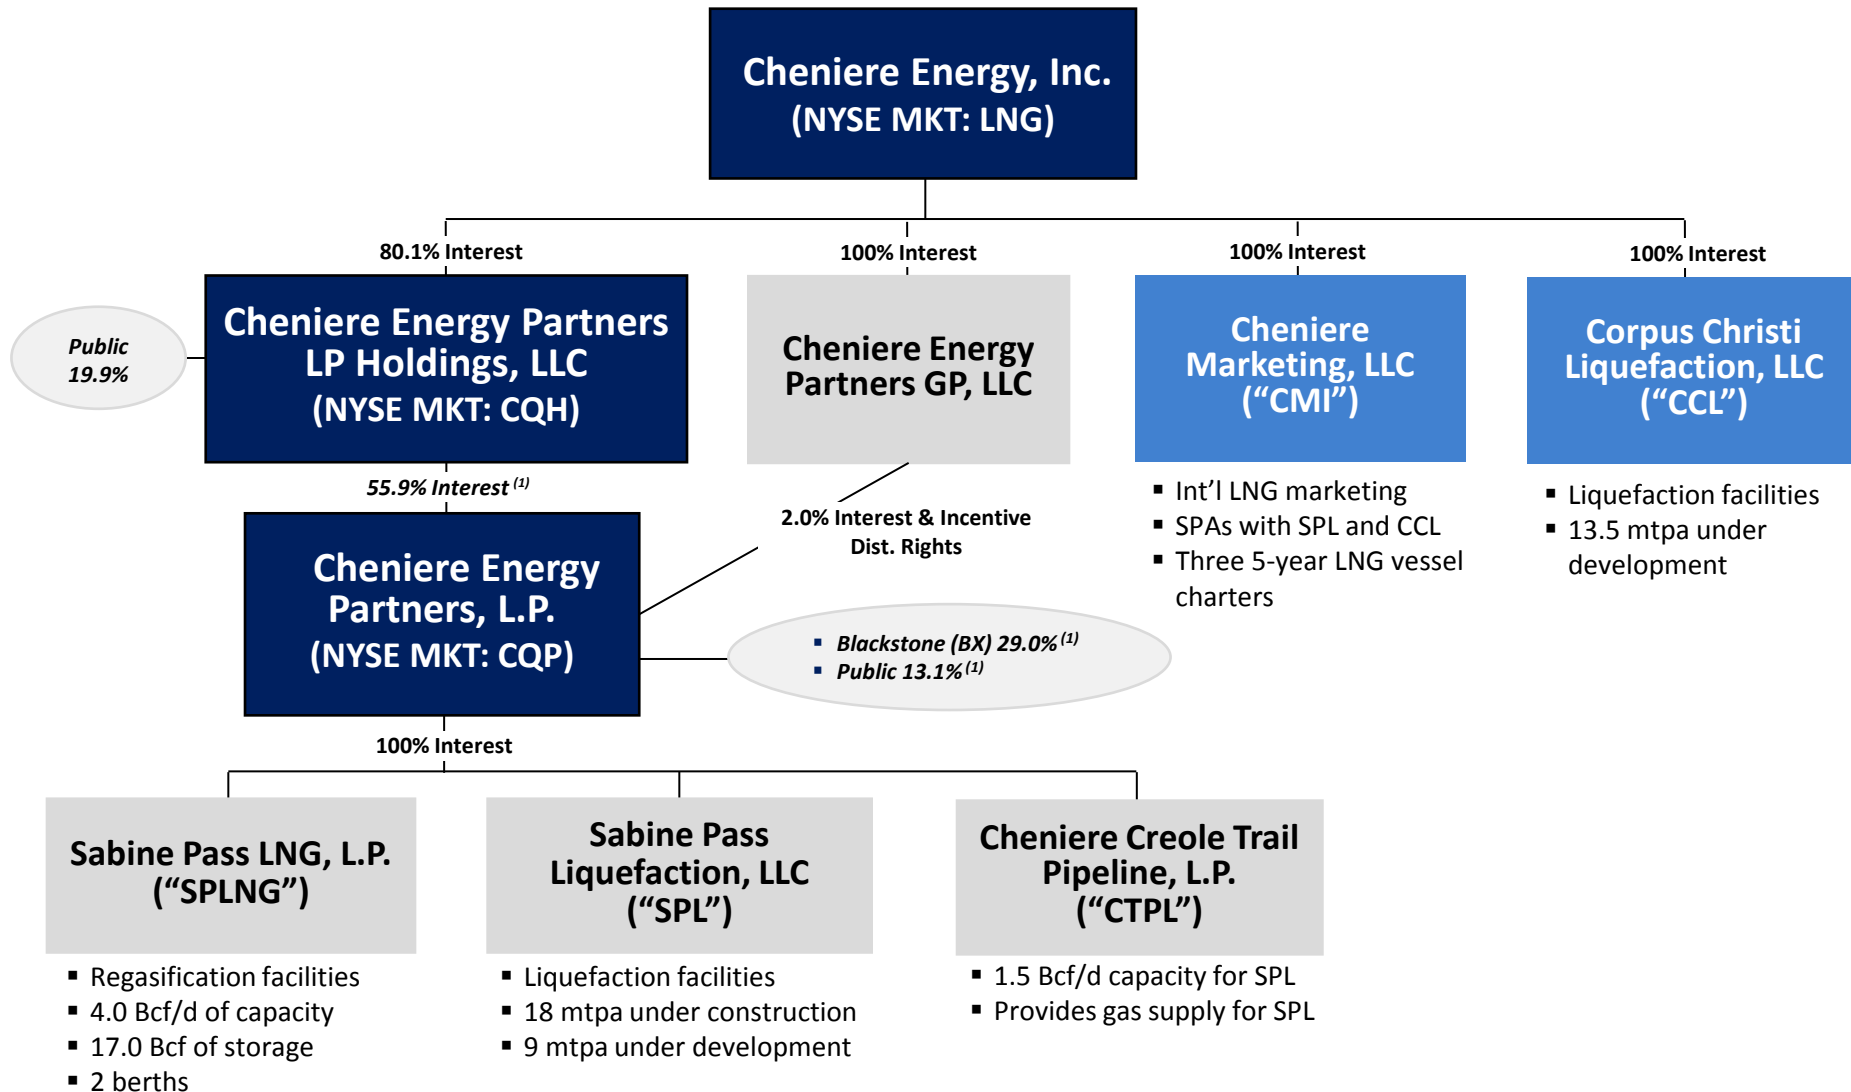 Cheniere Energy, Inc.
(NYSE MKT: LNG)
80.1% Interest
100% Interest
100% Interest
100% Interest
Public
19.9%
Cheniere Energy Partners
LP Holdings, LLC
(NYSE MKT: CQH)
Cheniere Energy
Partners GP, LLC
Cheniere
Marketing, LLC
(“CMI”)
Corpus Christi
Liquefaction, LLC
(“CCL”)
▪ Int’l LNG marketing
▪ SPAs with SPL and CCL
▪ Three 5-year LNG vessel
charters
▪ Liquefaction facilities
▪ 13.5 mtpa under
development
55.9% Interest (1)
2.0% Interest & Incentive
Dist. Rights
Cheniere Energy
Partners, L.P.
(NYSE MKT: CQP)
▪ Blackstone (BX) 29.0% (1)
▪ Public 13.1% (1)
100% Interest
Sabine Pass LNG, L.P.
(“SPLNG”)
Sabine Pass
Liquefaction, LLC
(“SPL”)
Cheniere Creole Trail
Pipeline, L.P.
(“CTPL”)
▪ Regasification facilities
▪ 4.0 Bcf/d of capacity
▪ 17.0 Bcf of storage
▪ 2 berths
▪ Liquefaction facilities
▪ 18 mtpa under construction
▪ 9 mtpa under development
▪ 1.5 Bcf/d capacity for SPL
▪ Provides gas supply for SPL